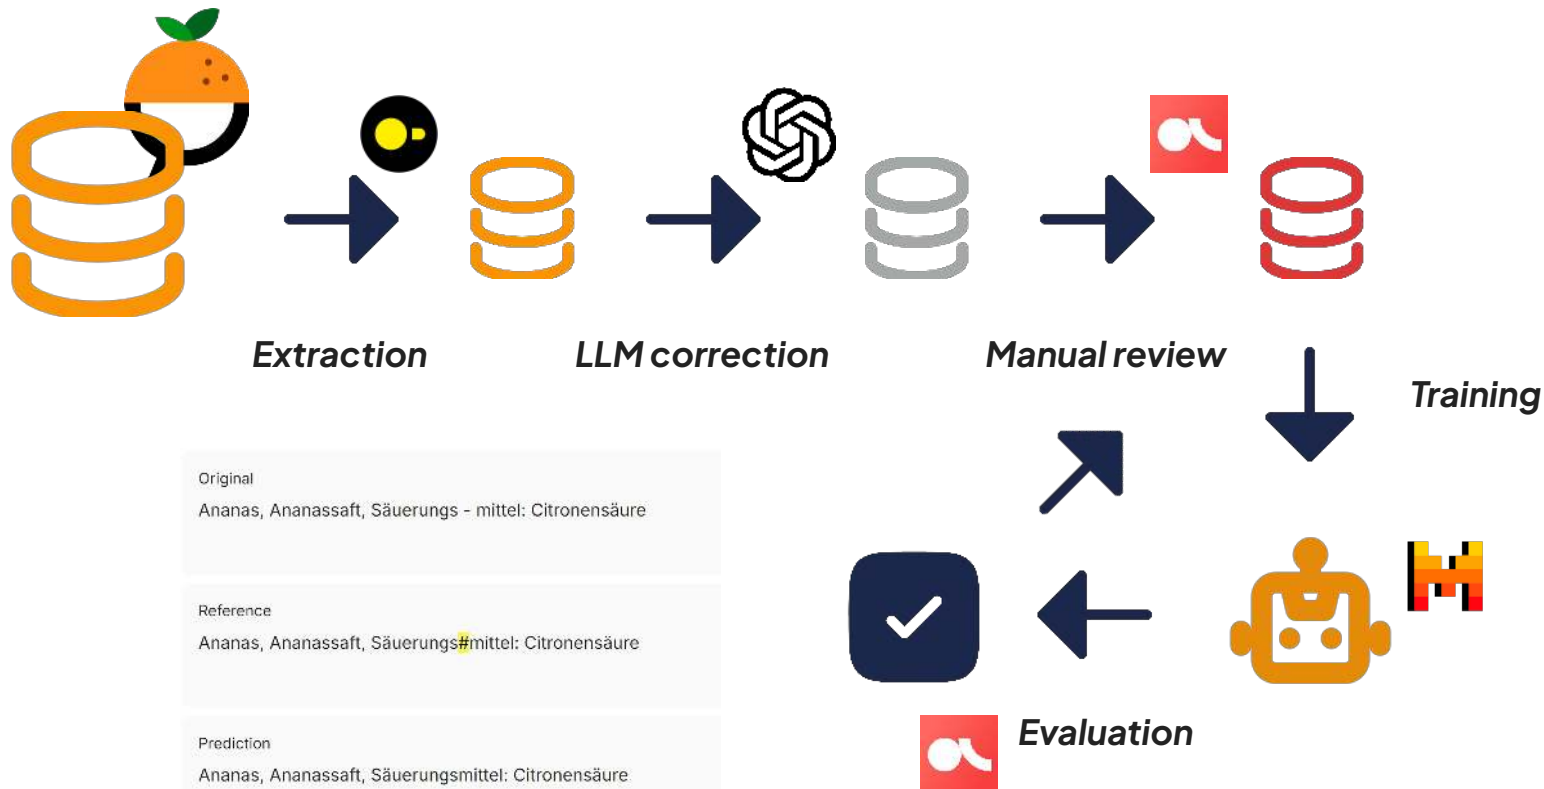 Extraction
LLM correction
Manual review
Training
Original
Ananas, Ananassaft, Säuerungs - mittel: Citronensäure
Reference
Ananas, Ananassaft, Säuerungs#mittel: Citronensäure
Prediction
Ananas, Ananassaft, Säuerungsmittel: Citronensäure
Evaluation